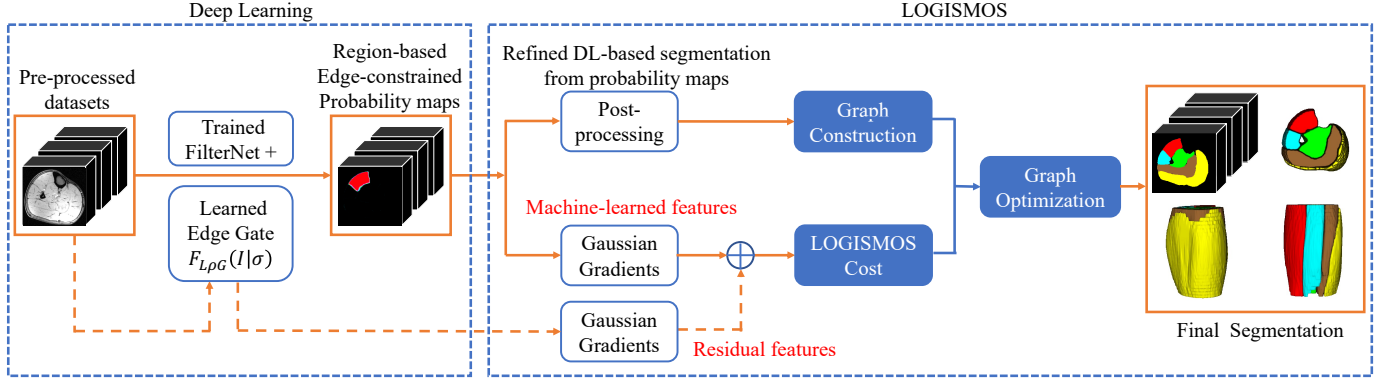 Deep Learning
LOGISMOS
Pre-processed
datasets
Trained
FilterNet +
Learned
Edge Gate
F_{LρG}(I|σ)
Region-based
Edge-constrained
Probability maps
Refined DL-based segmentation
from probability maps
Post-
processing
Graph
Construction
Machine-learned features
Gaussian
Gradients
LOGISMOS
Cost
Gaussian
Gradients
Residual features
Graph
Optimization
Final Segmentation